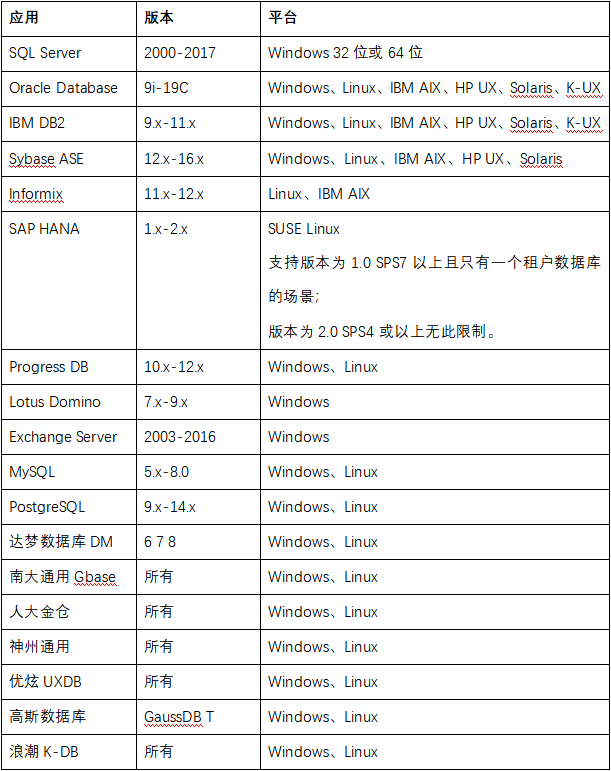 应用 版本 平台
SQL Server 2000-2017 Windows 32 位或 64 位
Oracle Database 9i-19C Windows、Linux、IBM AIX、HP UX、Solaris、K-UX
IBM DB2 9.x-11.x Windows、Linux、IBM AIX、HP UX、Solaris、K-UX
Sybase ASE 12.x-16.x Windows、Linux、IBM AIX、HP UX、Solaris
Informix 11.x-12.x Linux、IBM AIX
SAP HANA 1.x-2.x SUSE Linux
支持版本为 1.0 SPS7 以上且只有一个租户数据库
的场景;
版本为 2.0 SPS4 或以上无此限制。
Progress DB 10.x-12.x Windows、Linux
Lotus Domino 7.x-9.x Windows
Exchange Server 2003-2016 Windows
MySQL 5.x-8.0 Windows、Linux
PostgreSQL 9.x-14.x Windows、Linux
达梦数据库 DM 6 7 8 Windows、Linux
南大通用 Gbase 所有 Windows、Linux
人大金仓 所有 Windows、Linux
神州通用 所有 Windows、Linux
优炫 UXDB 所有 Windows、Linux
高斯数据库 GaussDB T Windows、Linux
浪潮 K-DB 所有 Windows、Linux